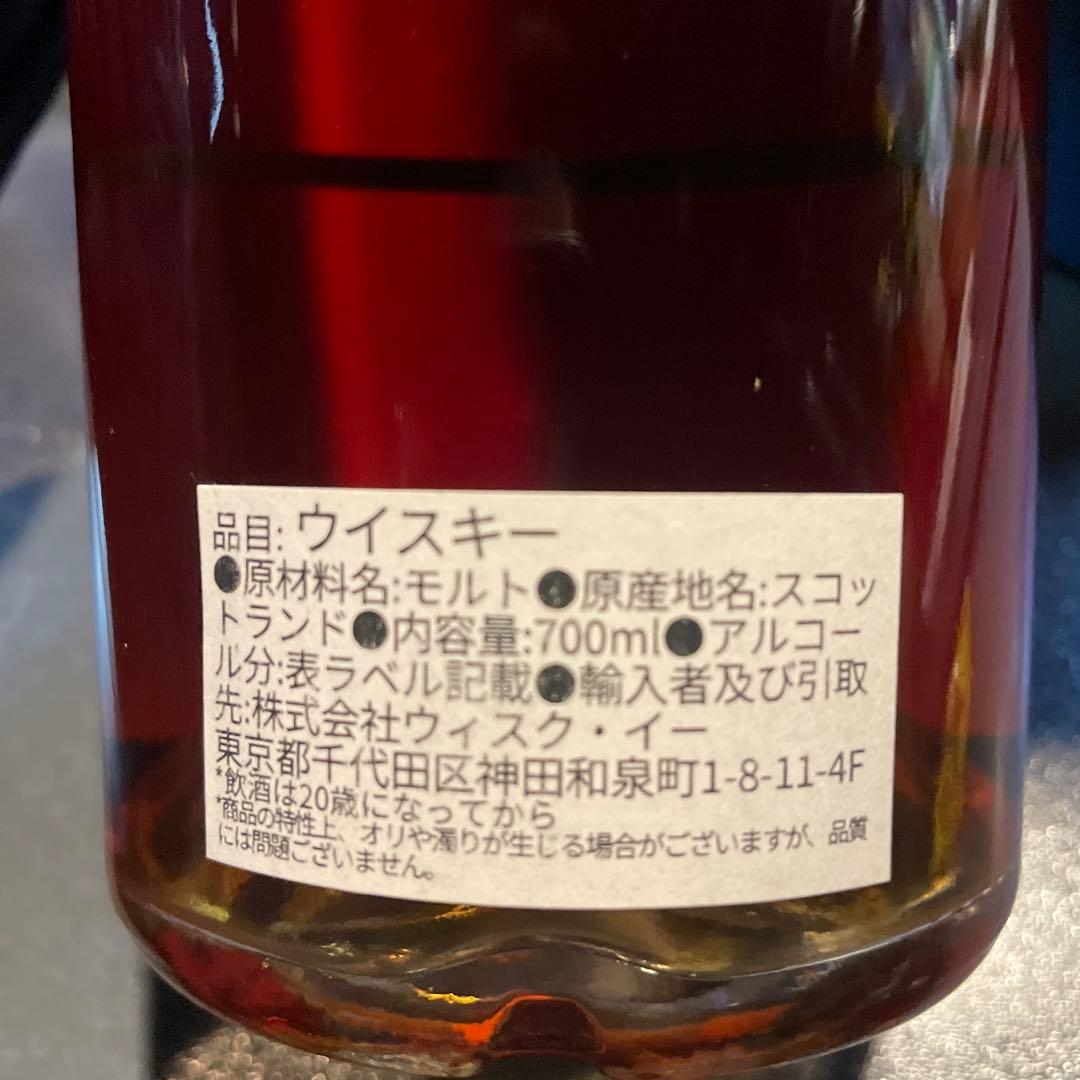 品目: ウイスキー
●原材料名:モルト●原産地名:スコッ
トランド●内容量:700ml●アルコー
ル分:表ラベル記載●輸入者及び引取
先:株式会社ウィスク・イー
東京都千代田区神田和泉町1-8-11-4F
*飲酒は20歳になってから
*商品の特性上、オリや濁りが生じる場合がございますが、品質
には問題ございません。